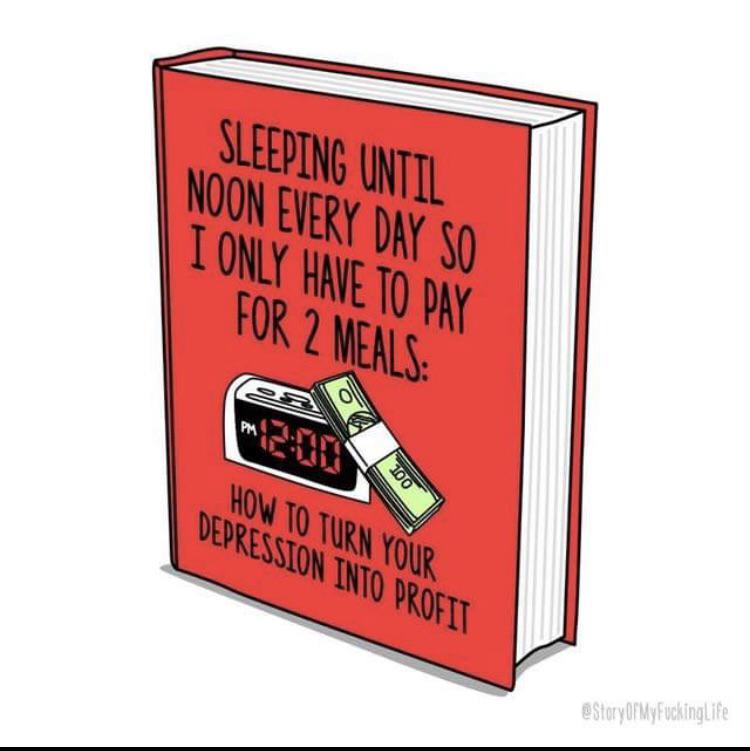 SLEEPING UNTIL
NOON EVERY DAY SO
I ONLY HAVE TO PAY
FOR 2 MEALS:
PM 12:00
100
HOW TO TURN YOUR
DEPRESSION INTO PROFIT
@StoryOfMyFuckingLife